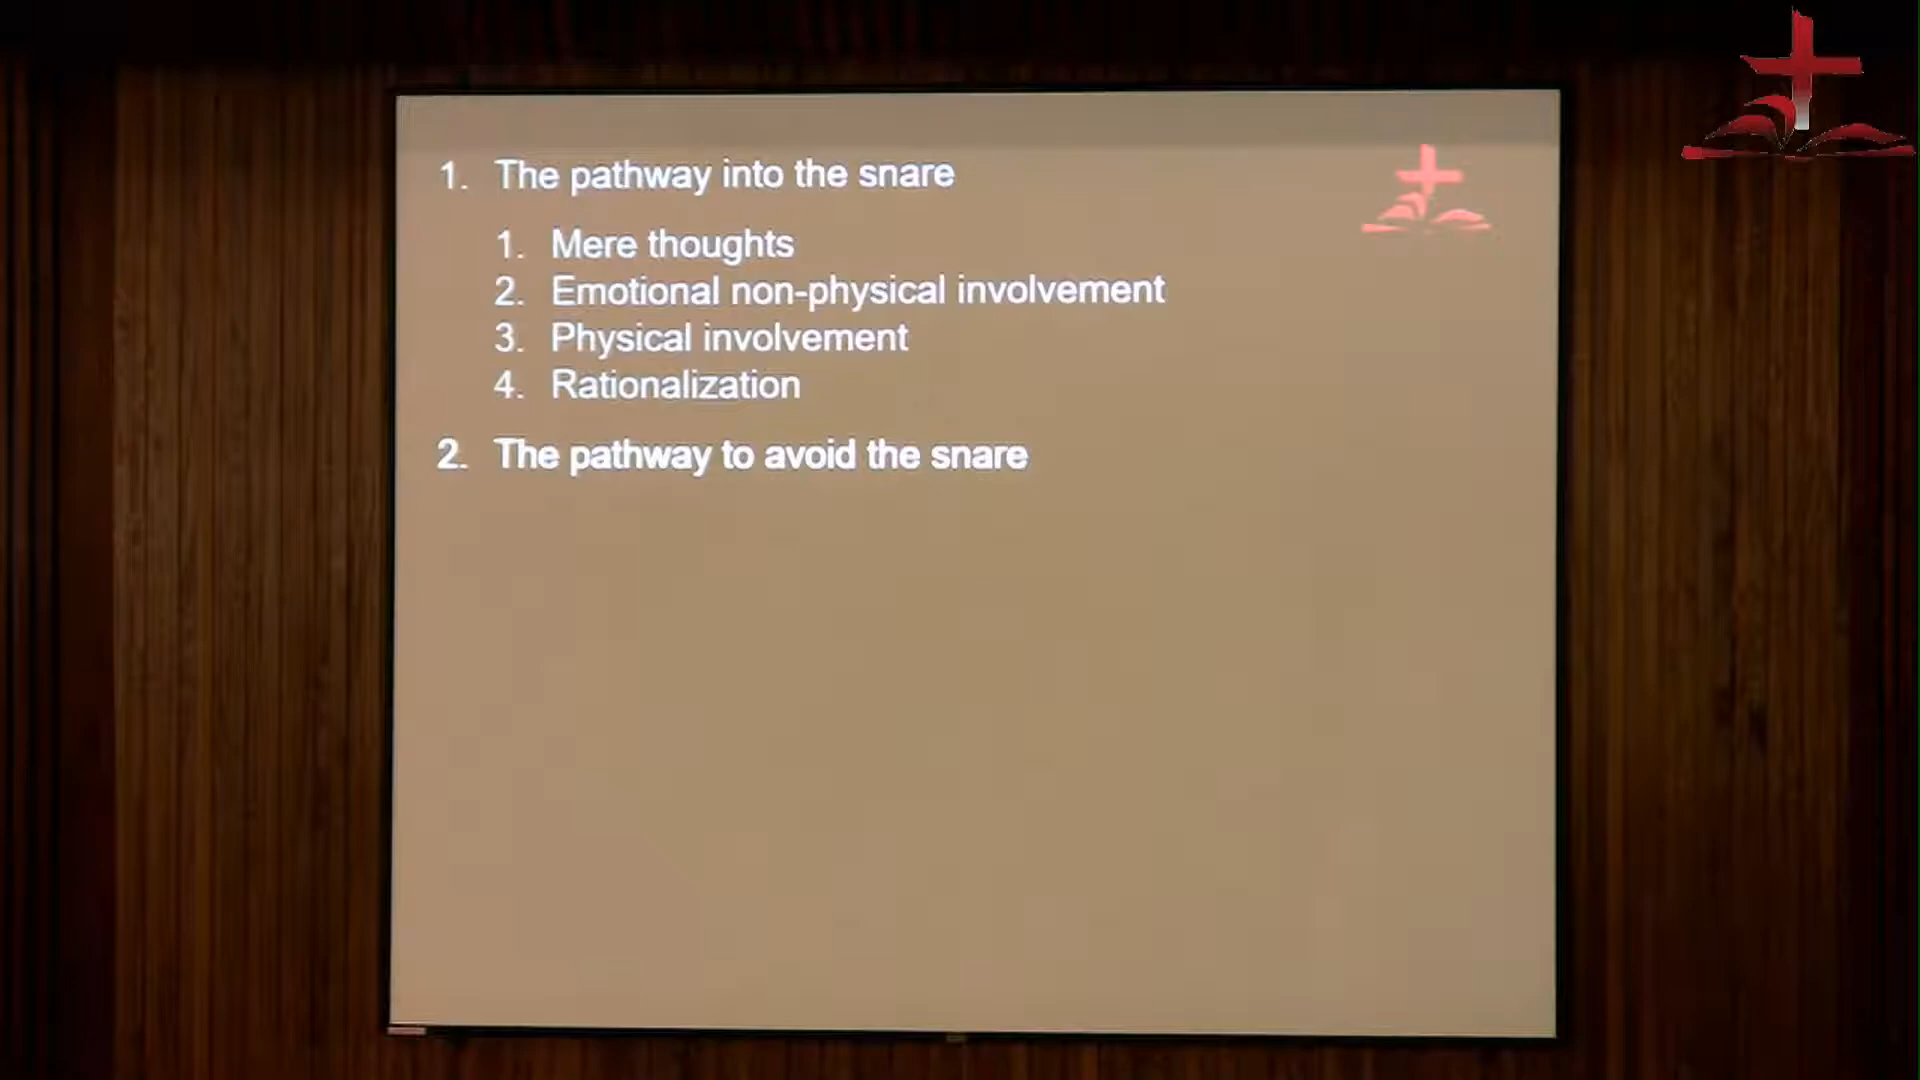 1. The pathway into the snare
1. Mere thoughts
2. Emotional non-physical involvement
3. Physical involvement
4. Rationalization
2. The pathway to avoid the snare